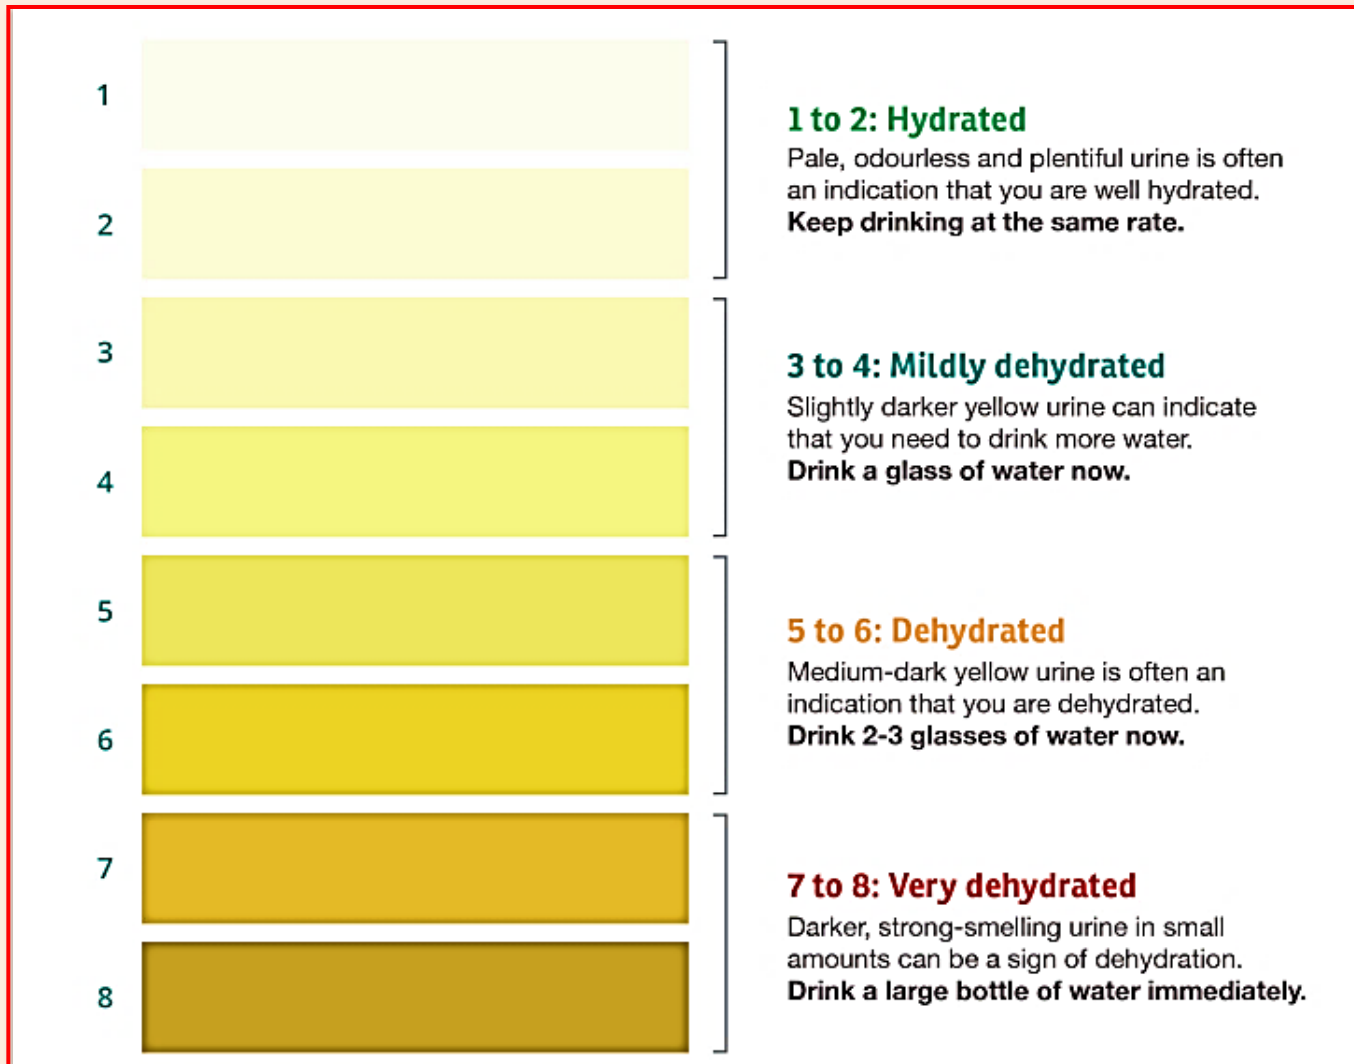 1
2
1 to 2: Hydrated
Pale, odourless and plentiful urine is often
an indication that you are well hydrated.
Keep drinking at the same rate.
3
4
3 to 4: Mildly dehydrated
Slightly darker yellow urine can indicate
that you need to drink more water.
Drink a glass of water now.
5
6
5 to 6: Dehydrated
Medium-dark yellow urine is often an
indication that you are dehydrated.
Drink 2-3 glasses of water now.
7
8
7 to 8: Very dehydrated
Darker, strong-smelling urine in small
amounts can be a sign of dehydration.
Drink a large bottle of water immediately.